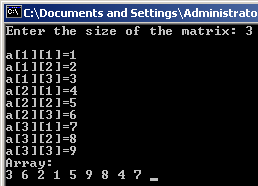 C:\Documents and Settings\Administrato
Enter the size of the matrix: 3
a[1][1]=1
a[1][2]=2
a[1][3]=3
a[2][1]=4
a[2][2]=5
a[2][3]=6
a[3][1]=7
a[3][2]=8
a[3][3]=9
Array:
3 6 2 1 5 9 8 4 7 _